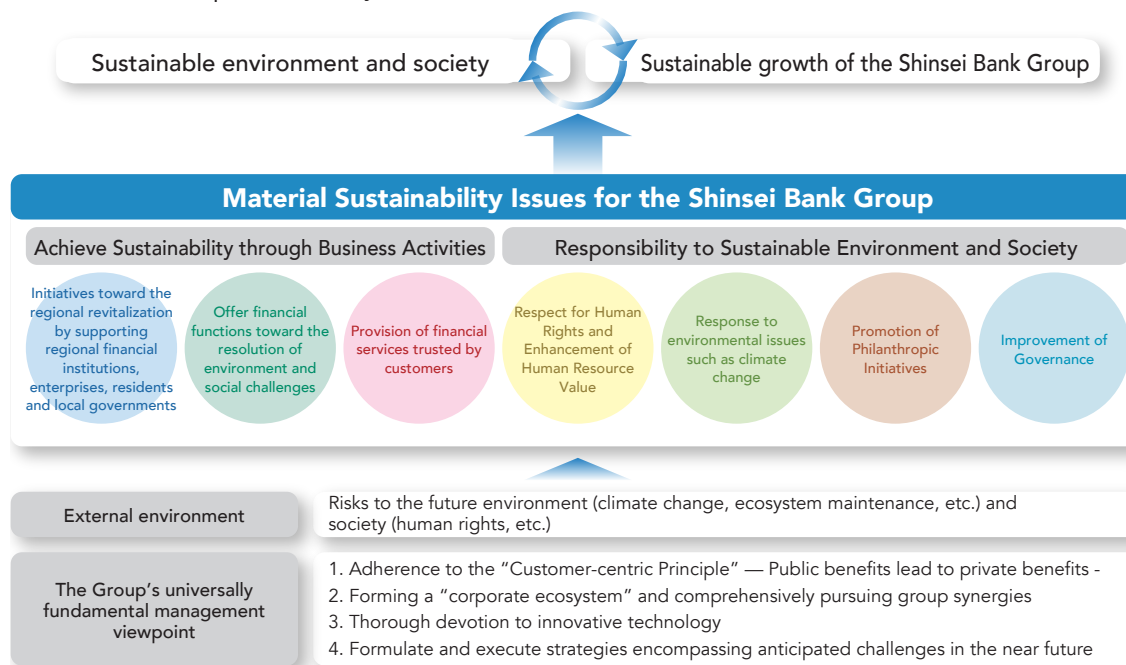 Sustainable environment and society
Sustainable growth of the Shinsei Bank Group
Material Sustainability Issues for the Shinsei Bank Group
Achieve Sustainability through Business Activities
Responsibility to Sustainable Environment and Society
Initiatives toward the
regional revitalization
by supporting
regional financial
institutions,
enterprises, residents
and local governments
Offer financial
functions toward the
resolution of
environment and
social challenges
Provision of financial
services trusted by
customers
Respect for Human
Rights and
Enhancement of
Human Resource
Value
Response to
environmental issues
such as climate
change
Promotion of
Philanthropic
Initiatives
Improvement of
Governance
External environment
Risks to the future environment (climate change, ecosystem maintenance, etc.) and
society (human rights, etc.)
The Group’s universally
fundamental management
viewpoint
1. Adherence to the “Customer-centric Principle” — Public benefits lead to private benefits -
2. Forming a “corporate ecosystem” and comprehensively pursuing group synergies
3. Thorough devotion to innovative technology
4. Formulate and execute strategies encompassing anticipated challenges in the near future